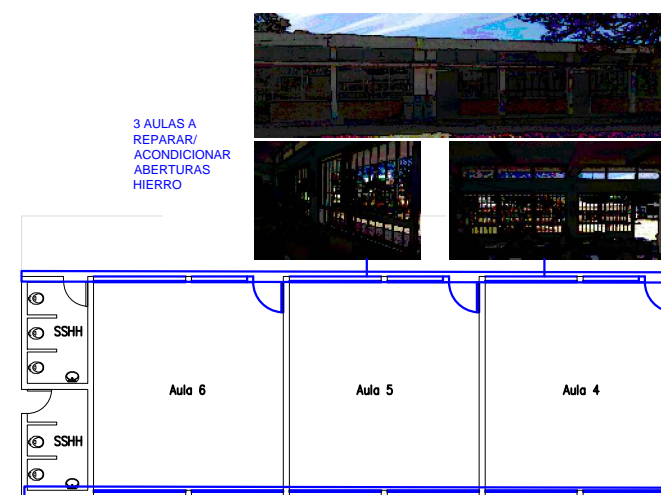 3 AULAS A
REPARAR/
ACONDICIONAR
ABERTURAS
HIERRO
SSHH
Aula 6
Aula 5
Aula 4
SSHH